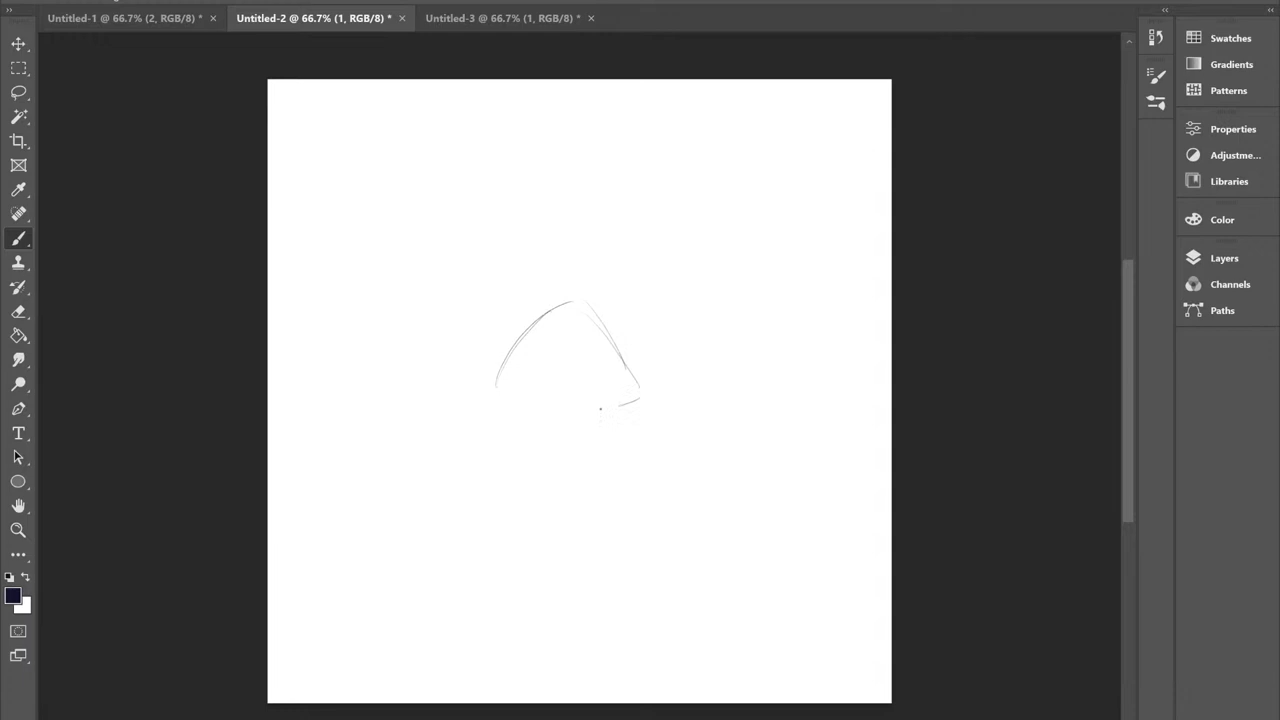 Untitled-1 @ 66.7% (2, RGB/8) *
Untitled-2 @ 66.7% (1, RGB/8) *
Untitled-3 @ 66.7% (1, RGB/8) *
Swatches
Gradients
Patterns
Properties
Adjustme...
Libraries
Color
Layers
Channels
Paths